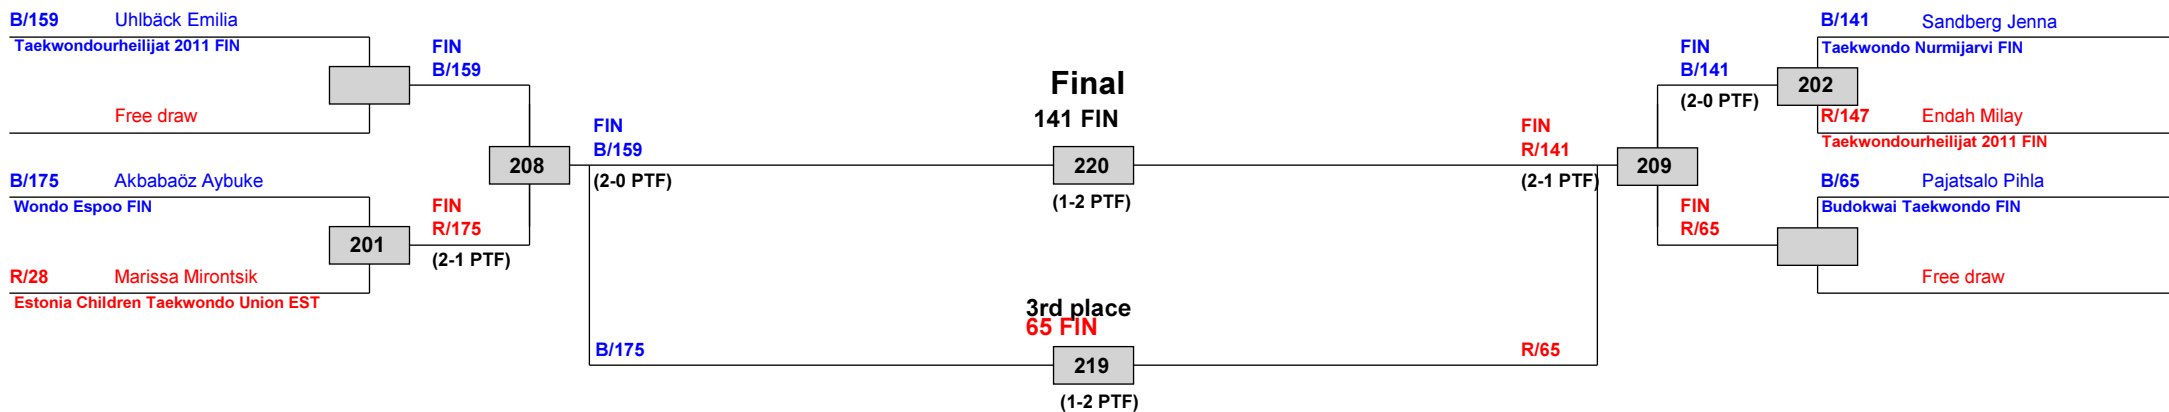 B/159 Uhlbäck Emilia
Taekwondourheilijat 2011 FIN
Free draw
FIN
B/159
B/175 Akbabaöz Aybuke
Wondo Espoo FIN
201
R/28 Marissa Mirontsik
Estonia Children Taekwondo Union EST
FIN
R/175
(2-1 PTF)
208
FIN
B/159
(2-0 PTF)
B/175
Final
141 FIN
220
(1-2 PTF)
3rd place
65 FIN
219
(1-2 PTF)
FIN
R/141
(2-1 PTF)
R/65
209
FIN
B/141
(2-0 PTF)
FIN
R/65
B/141 Sandberg Jenna
Taekwondo Nurmijarvi FIN
202
R/147 Endah Milay
Taekwondourheilijat 2011 FIN
B/65 Pajatsalo Pihla
Budokwai Taekwondo FIN
Free draw